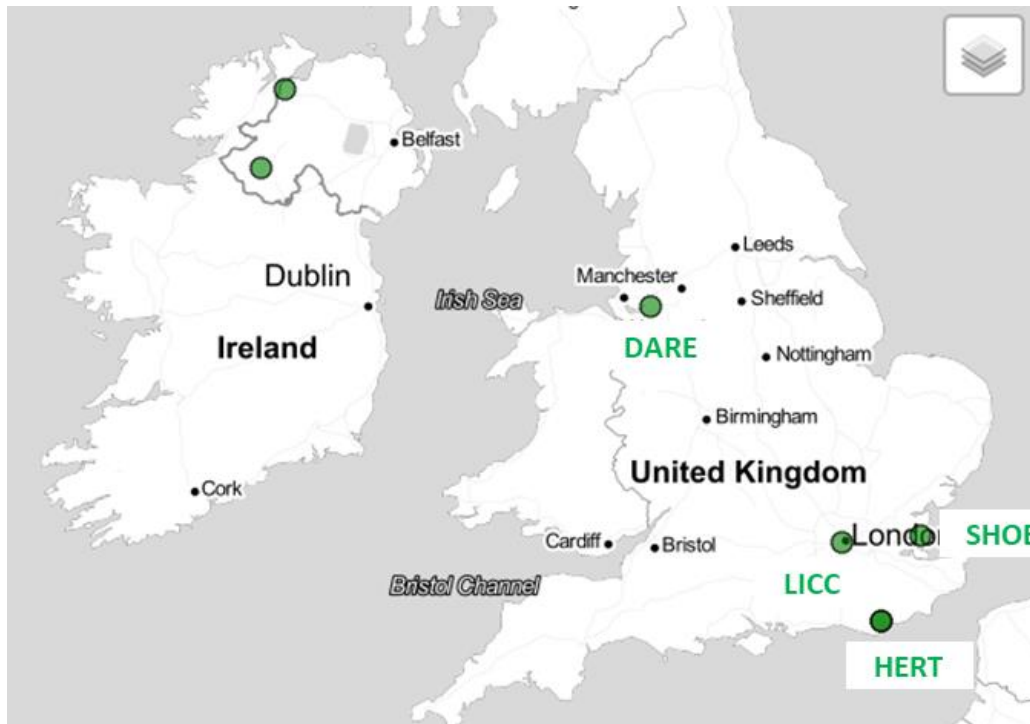 Belfast
Leeds
Dublin
Manchester
Irish Sea
Sheffield
Ireland
DARE
Nottingham
Birmingham
United Kingdom
Cork
Cardiff
Bristol
London
SHOE
LICC
Bristol Channel
HERT